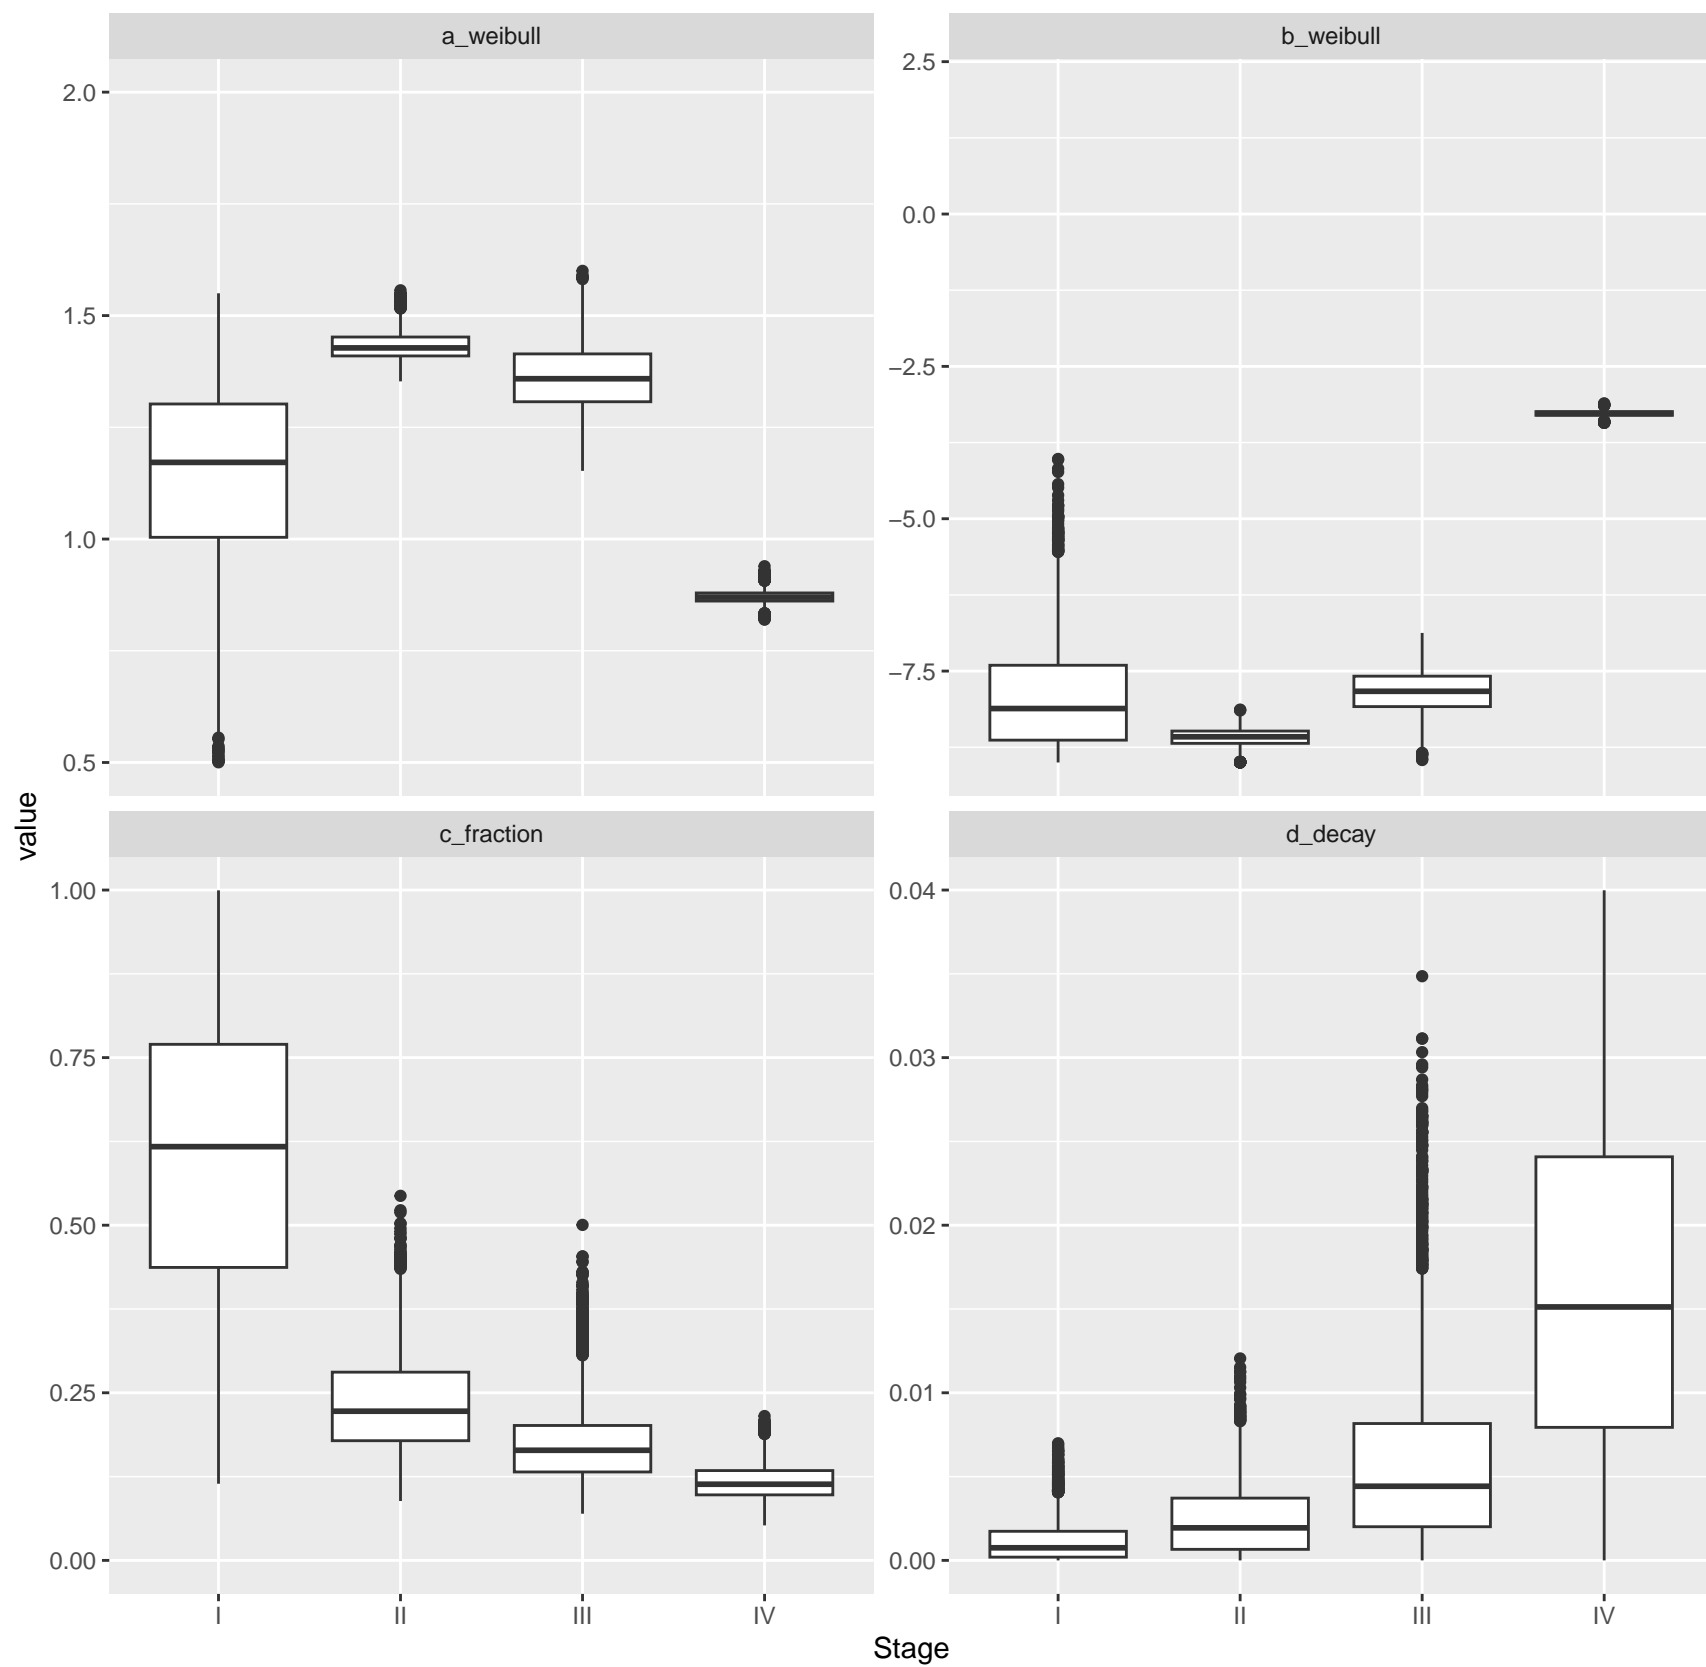 a_weibull
b_weibull
2.0
1.5
1.0
0.5
2.5
0.0
−2.5
−5.0
−7.5
c_fraction
d_decay
1.00
0.75
0.50
0.25
0.00
0.04
0.03
0.02
0.01
0.00
I II III IV
I II III IV
Stage
value